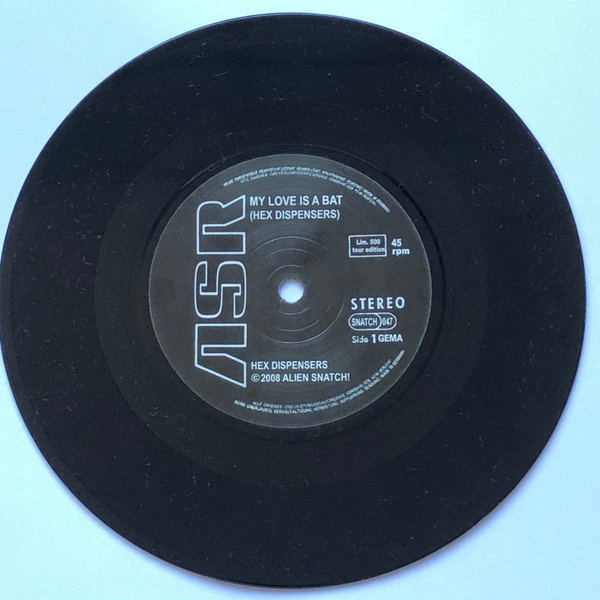 ASR
MY LOVE IS A BAT
(HEX DISPENSERS)
Lim. 500
tour edition
45
rpm
STEREO
SNATCH 047
Side 1 GEMA
HEX DISPENSERS
©2008 ALIEN SNATCH!